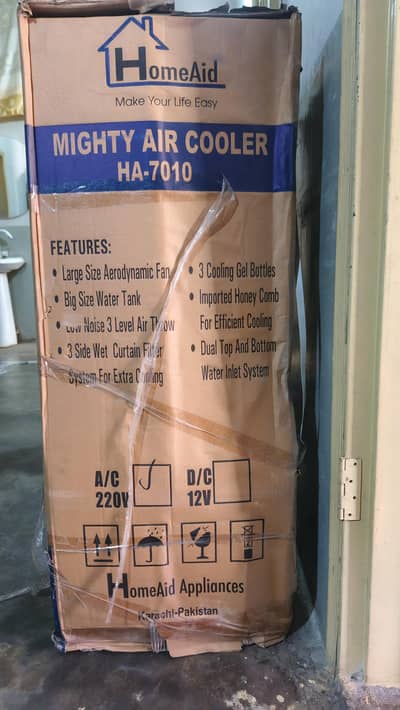 HomeAid
Make Your Life Easy
MIGHTY AIR COOLER
HA-7010
FEATURES:
• Large Size Aerodynamic Fan
• Big Size Water Tank
• Low Noise 3 Level Air Throw
• 3 Side Wet Curtain Filter
System For Extra Cooling
• 3 Cooling Gel Bottles
• Imported Honey Comb
For Efficient Cooling
• Dual Top And Bottom
Water Inlet System
A/C
220V
D/C
12V
HomeAid Appliances
Karachi-Pakistan